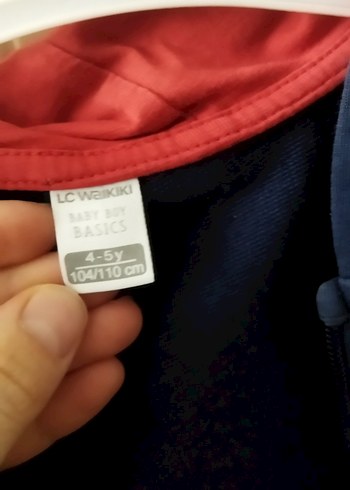 LC WAIKIKI
BABY BOY
BASICS
4-5y
104/110 cm